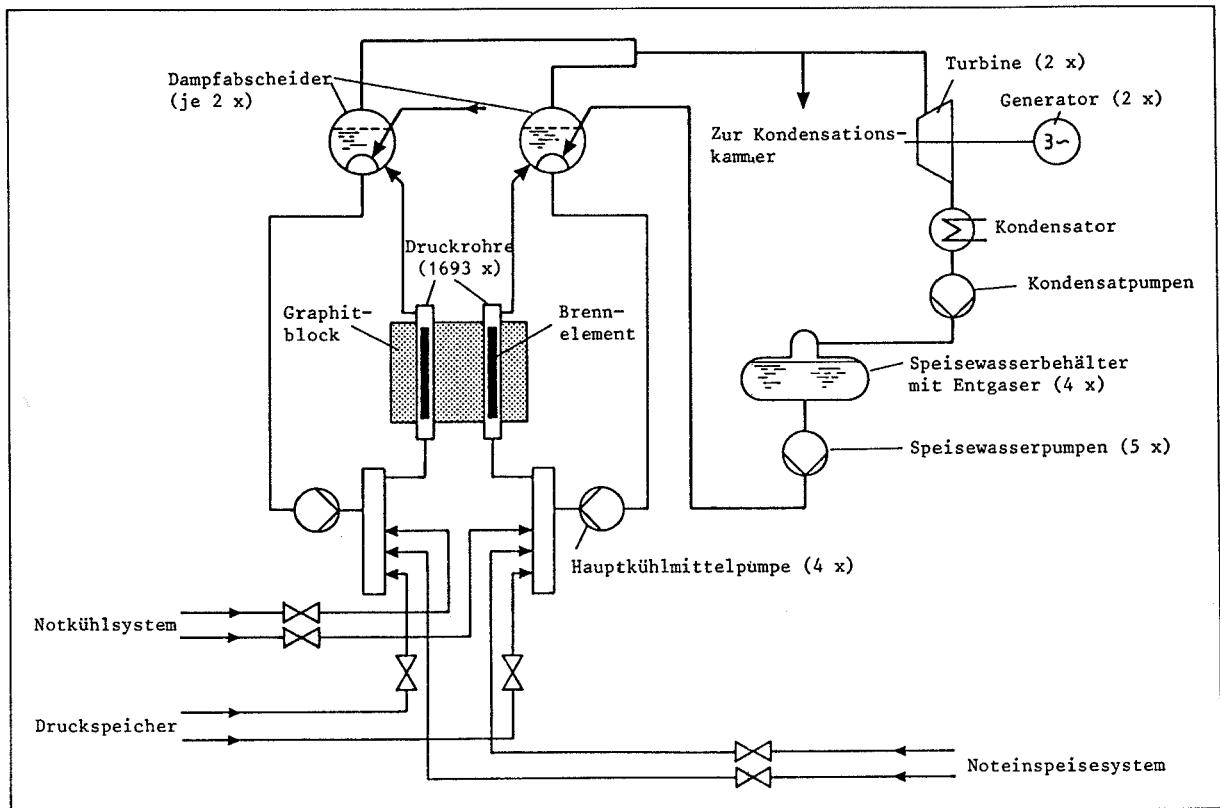 Dampfabscheider
(je 2 x)
Turbine (2 x)
Generator (2 x)
3~
Zur Kondensations-
kammer
Kondensator
Druckrohre
(1693 x)
Kondensatpumpen
Graphit-
block
Brenn-
element
Speisewasserbehälter
mit Entgaser (4 x)
Speisewasserpumpen (5 x)
Hauptkühlmittelpumpe (4 x)
Notkühlsystem
Druckspeicher
Noteinspeisesystem